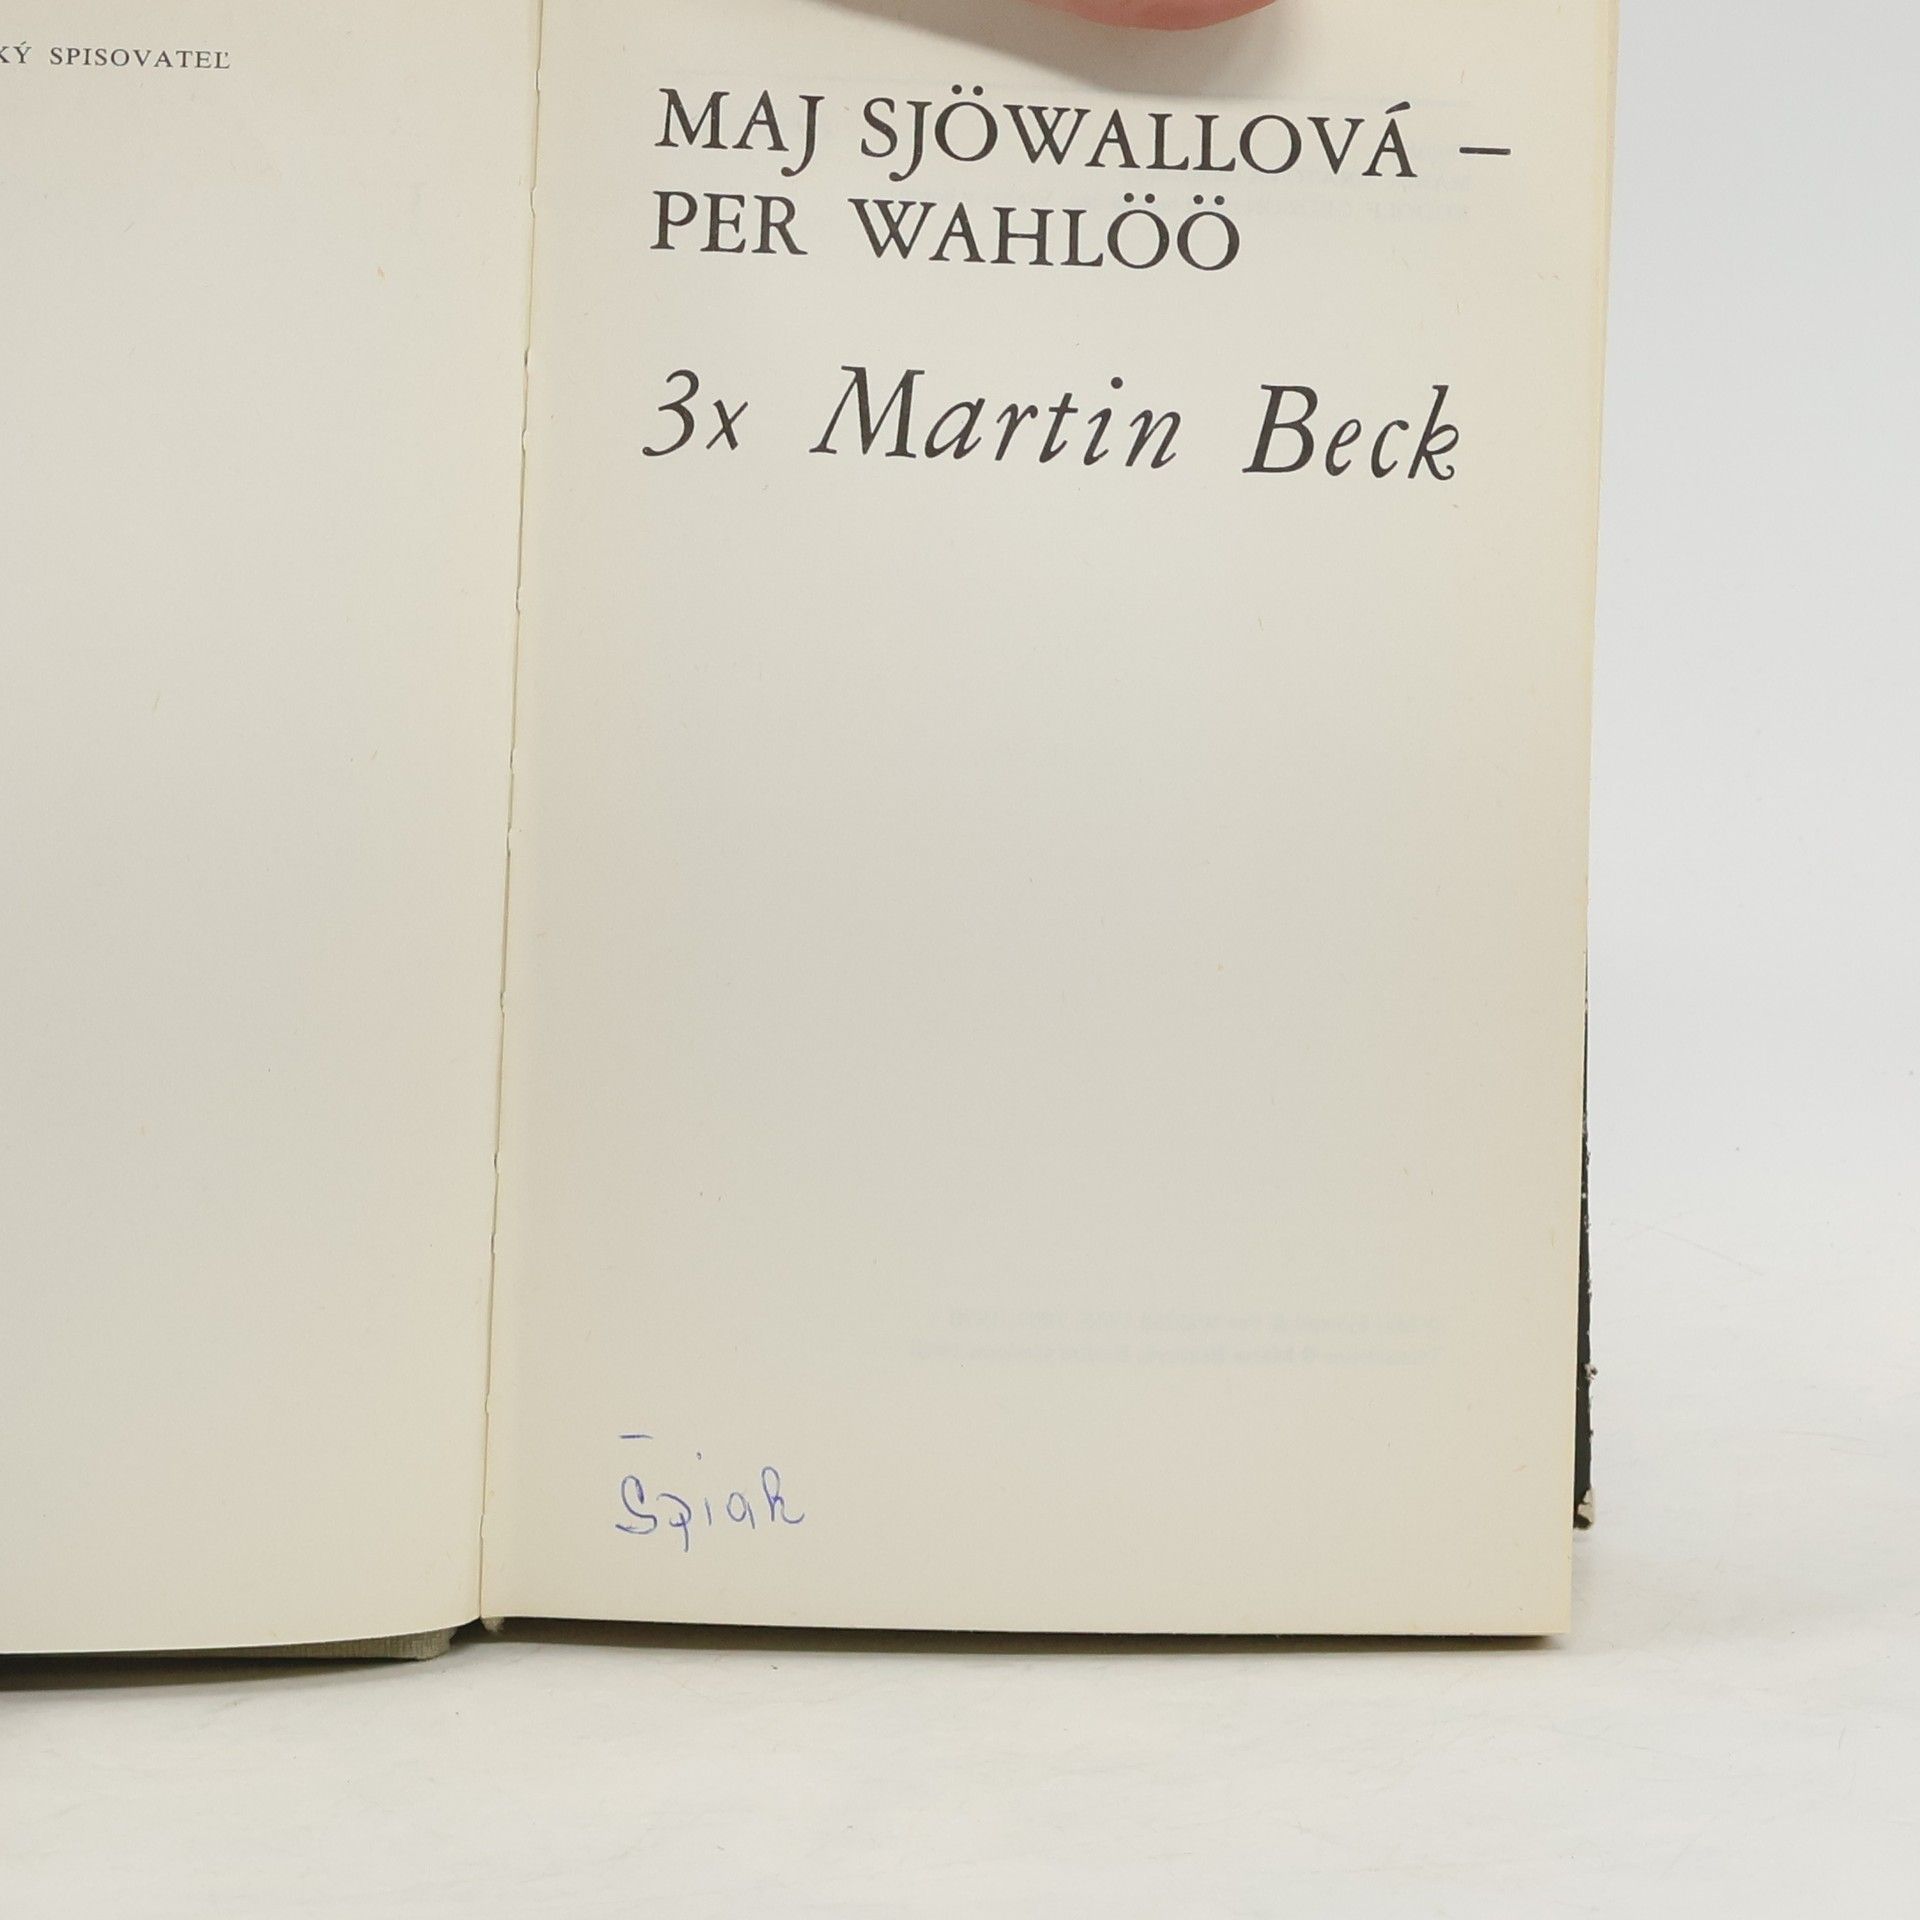 KÝ SPISOVATEĽ
MAJ SJÖWALLOVÁ –
PER WAHLÖÖ
3x Martin Beck
Špiak